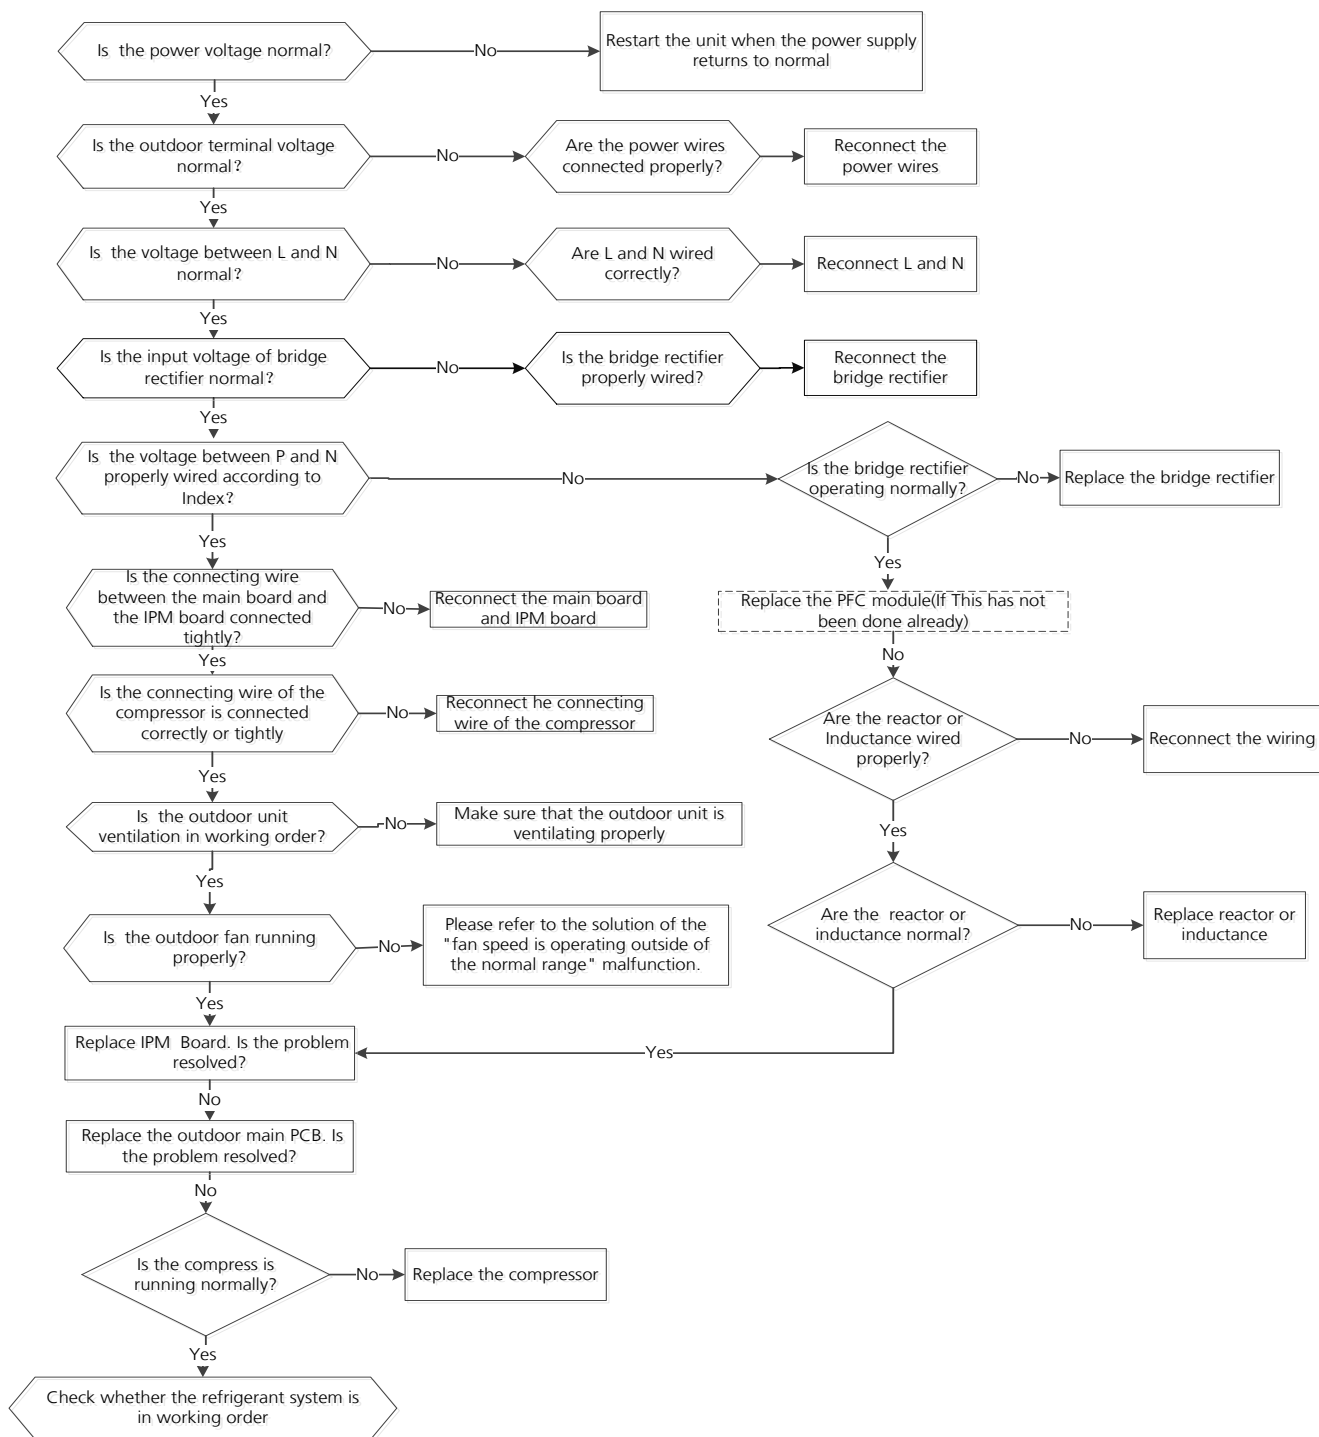 Is the power voltage normal?
No
Restart the unit when the power supply
returns to normal
Yes
Is the outdoor terminal voltage
normal?
No
Are the power wires
connected properly?
Reconnect the
power wires
Yes
Is the voltage between L and N
normal?
No
Are L and N wired
correctly?
Reconnect L and N
Yes
Is the input voltage of bridge
rectifier normal?
No
Is the bridge rectifier
properly wired?
Reconnect the
bridge rectifier
Yes
Is the voltage between P and N
properly wired according to
Index?
No
Is the bridge rectifier
operating normally?
No
Replace the bridge rectifier
Yes
Yes
Is the connecting wire
between the main board and
the IPM board connected
tightly?
No
Reconnect the main board
and IPM board
Replace the PFC module(If This has not
been done already)
Yes
No
Is the connecting wire of the
compressor is connected
correctly or tightly
No
Reconnect he connecting
wire of the compressor
Are the reactor or
Inductance wired
properly?
No
Reconnect the wiring
Yes
Is the outdoor unit
ventilation in working order?
No
Make sure that the outdoor unit is
ventilating properly
Yes
Yes
Is the outdoor fan running
properly?
No
Please refer to the solution of the
"fan speed is operating outside of
the normal range" malfunction.
Are the reactor or
inductance normal?
No
Replace reactor or
inductance
Yes
Replace IPM Board. Is the problem
resolved?
Yes
No
Replace the outdoor main PCB. Is
the problem resolved?
No
Is the compress is
running normally?
No
Replace the compressor
Yes
Check whether the refrigerant system is
in working order